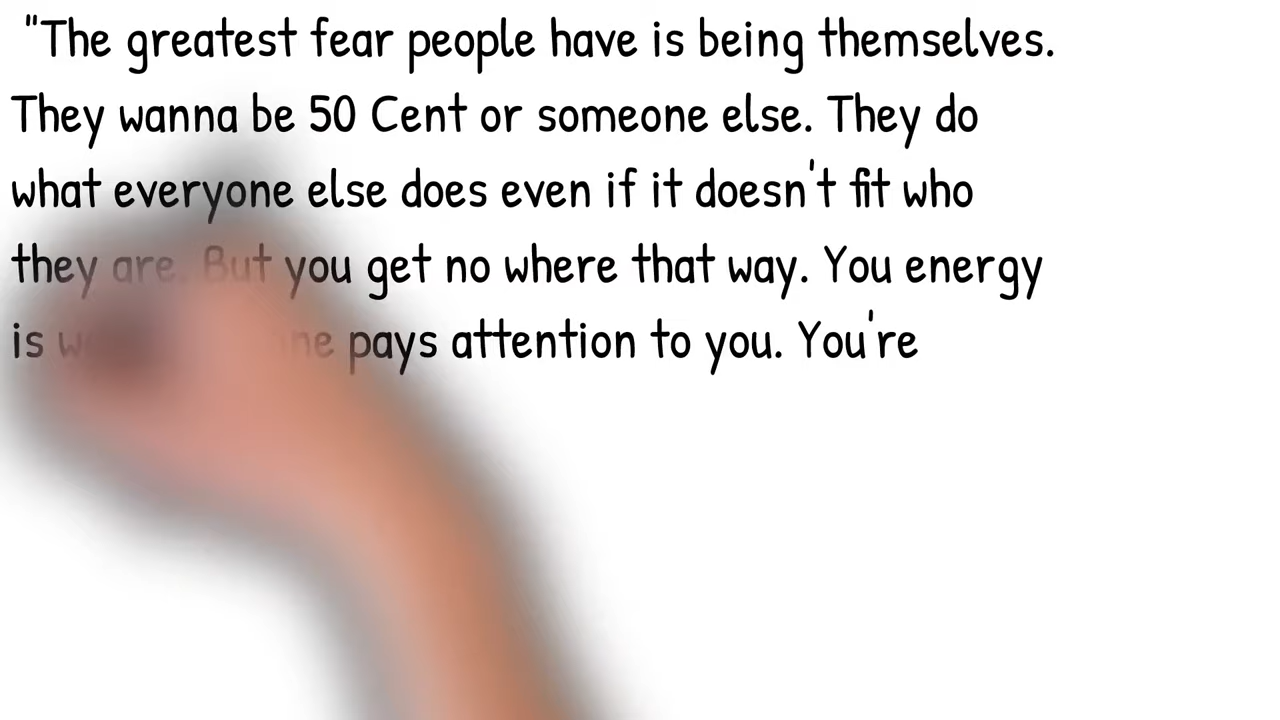 "The greatest fear people have is being themselves.
They wanna be 50 Cent or someone else. They do
what everyone else does even if it doesn't fit who
they are. But you get no where that way. You energy
is pays attention to you. You're